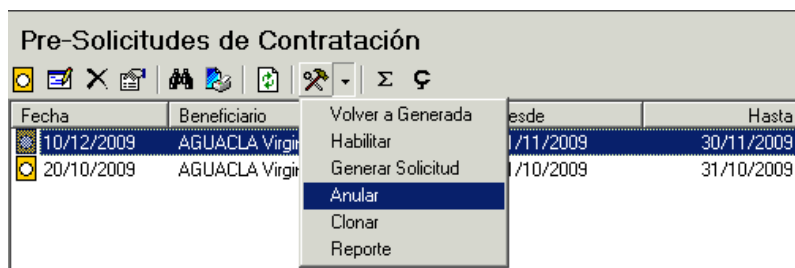 Pre-Solicitudes de Contratación
Σ Ç
Fecha Beneficiario esde Hasta
10/12/2009 AGUACLA Virgir /11/2009 30/11/2009
20/10/2009 AGUACLA Virgir /10/2009 31/10/2009
Volver a Generada
Habilitar
Generar Solicitud
Anular
Clonar
Reporte